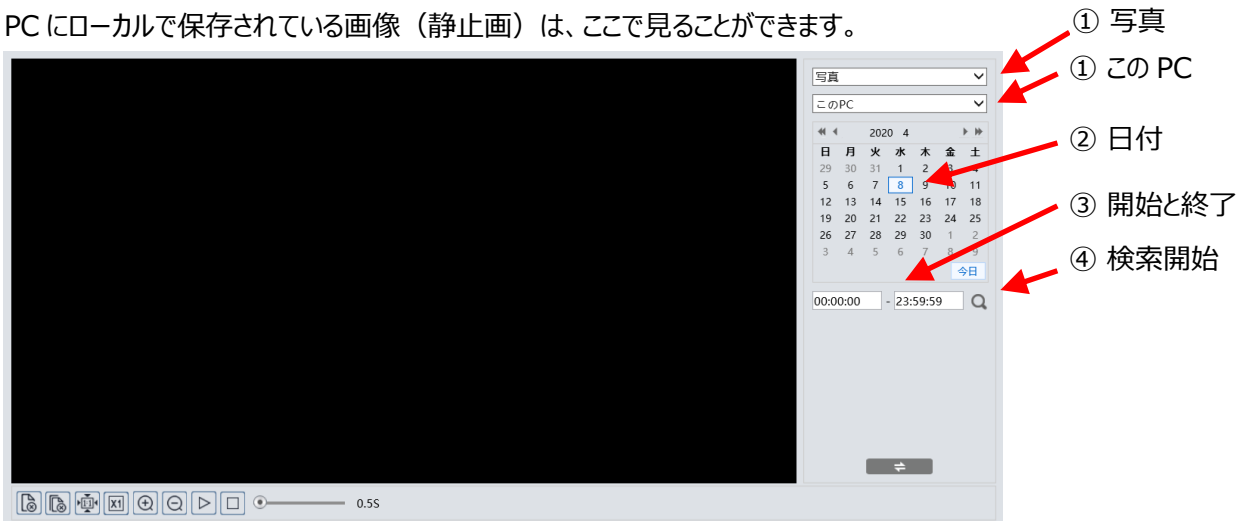 PC にローカルで保存されている画像（静止画）は、ここで見ることができます。
① 写真
① この PC
② 日付
③ 開始と終了
④ 検索開始
写真
このPC
2020 4
日 月 火 水 木 金 土
29 30 31 1 2 3 4
5 6 7 8 9 10 11
12 13 14 15 16 17 18
19 20 21 22 23 24 25
26 27 28 29 30 1 2
3 4 5 6 7 8 9
今日
00:00:00 - 23:59:59
1:1 X1 0.5S